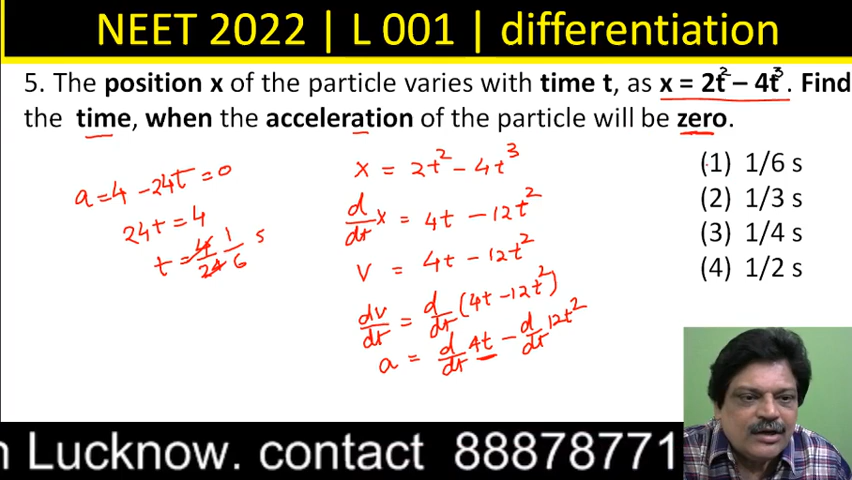 NEET 2022 | L 001 | differentiation
5. The position x of the particle varies with time t, as x = 2t² – 4t³. Find
the time, when the acceleration of the particle will be zero.
(1) 1/6 s
(2) 1/3 s
(3) 1/4 s
(4) 1/2 s
x = 2t² - 4t³
d/dt x = 4t - 12t²
v = 4t - 12t²
dv/dt = d/dt (4t - 12t²)
a = d/dt 4t - d/dt 12t²
a = 4 - 24t = 0
24t = 4
t = 4/24 1/6 s
n Lucknow. contact 88878771